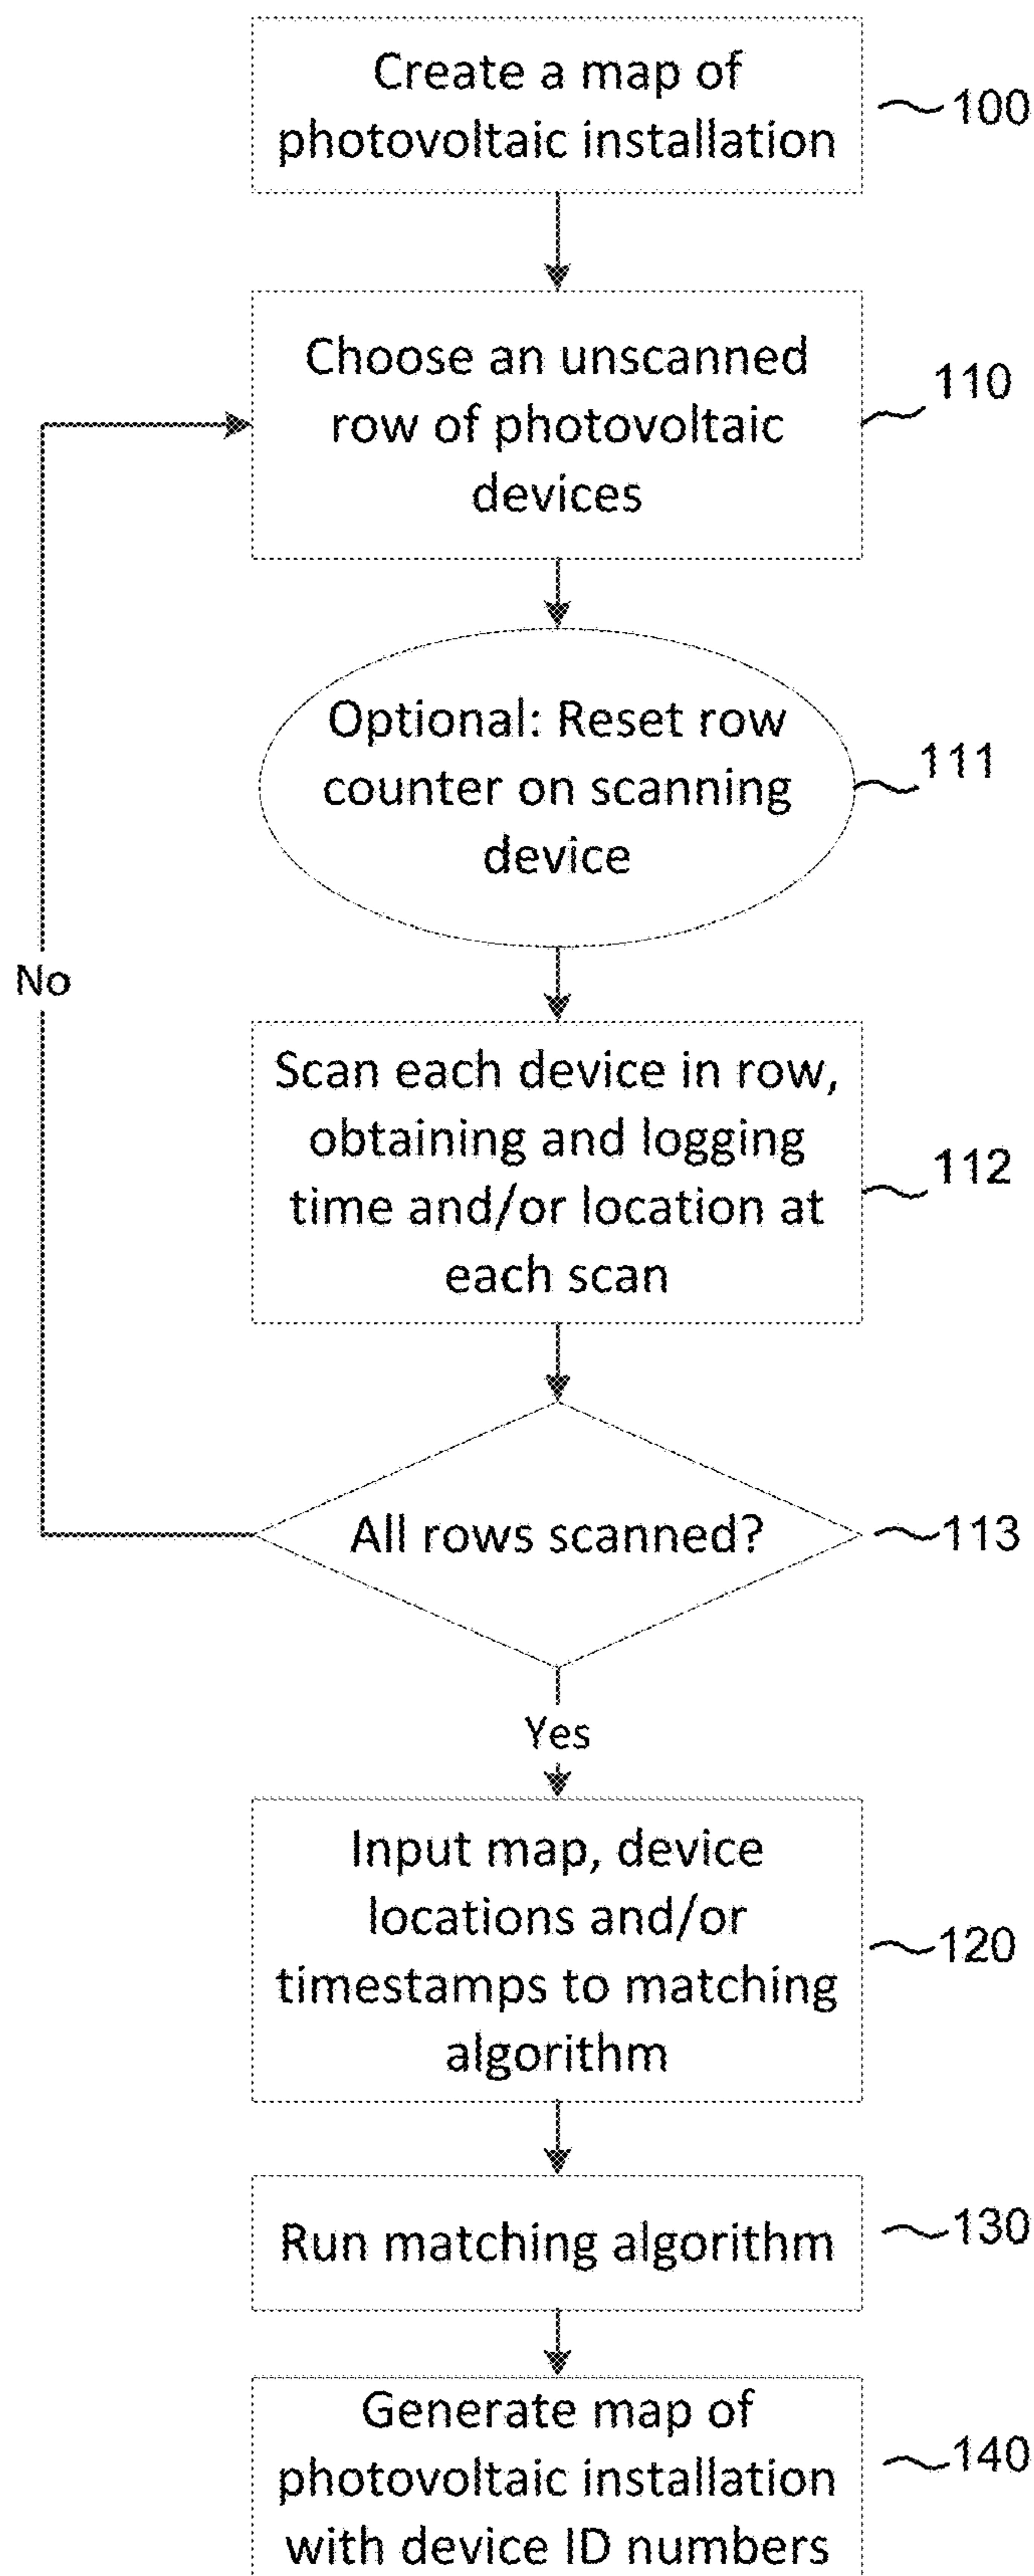 Create a map of
photovoltaic installation
100
Choose an unscanned
row of photovoltaic
devices
110
Optional: Reset row
counter on scanning
device
111
No
Scan each device in row,
obtaining and logging
time and/or location at
each scan
112
All rows scanned?
113
Yes
Input map, device
locations and/or
timestamps to matching
algorithm
120
Run matching algorithm
130
Generate map of
photovoltaic installation
with device ID numbers
140